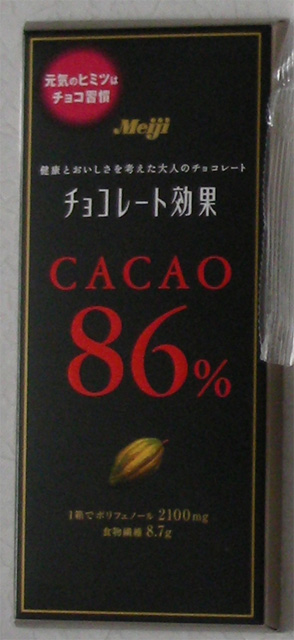 元気のヒミツは
チョコ習慣
Meiji
健康とおいしさを考えた大人のチョコレート
チョコレート効果
CACAO
86%
1箱でポリフェノール 2100mg
食物繊維 8.7g